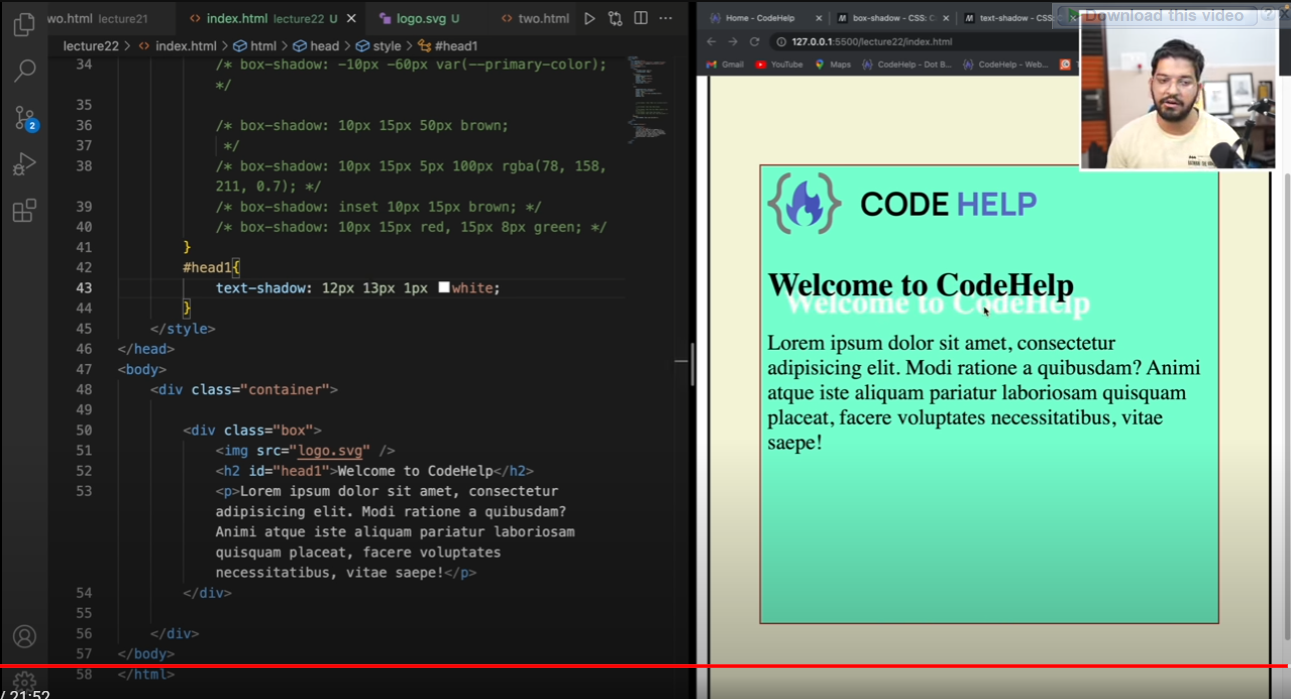 wo.html lecture21
index.html lecture22 U
logo.svg U
two.html
lecture22 > index.html > html > head > style > #head1
34 /* box-shadow: -10px -60px var(--primary-color);
*/
35
36 /* box-shadow: 10px 15px 50px brown;
37 */
38 /* box-shadow: 10px 15px 5px 100px rgba(78, 158,
211, 0.7); */
39 /* box-shadow: inset 10px 15px brown; */
40 /* box-shadow: 10px 15px red, 15px 8px green; */
41 }
42 #head1{
43 text-shadow: 12px 13px 1px white;
44 }
45 </style>
46 </head>
47 <body>
48 <div class="container">
49
50 <div class="box">
51 <img src="logo.svg" />
52 <h2 id="head1">Welcome to CodeHelp</h2>
53 <p>Lorem ipsum dolor sit amet, consectetur
adipisicing elit. Modi ratione a quibusdam?
Animi atque iste aliquam pariatur laboriosam
quisquam placeat, facere voluptates
necessitatibus, vitae saepe!</p>
54 </div>
55
56 </div>
57 </body>
58 </html>
2
/ 21:52
Home - CodeHelp
box-shadow - CSS: C
text-shadow - CSS:
Download this video ? X
127.0.0.1:5500/lecture22/index.html
Gmail YouTube Maps CodeHelp - Dot B... CodeHelp - Web...
CODE HELP
Welcome to CodeHelp
Welcome to CodeHelp
Lorem ipsum dolor sit amet, consectetur
adipisicing elit. Modi ratione a quibusdam? Animi
atque iste aliquam pariatur laboriosam quisquam
placeat, facere voluptates necessitatibus, vitae
saepe!